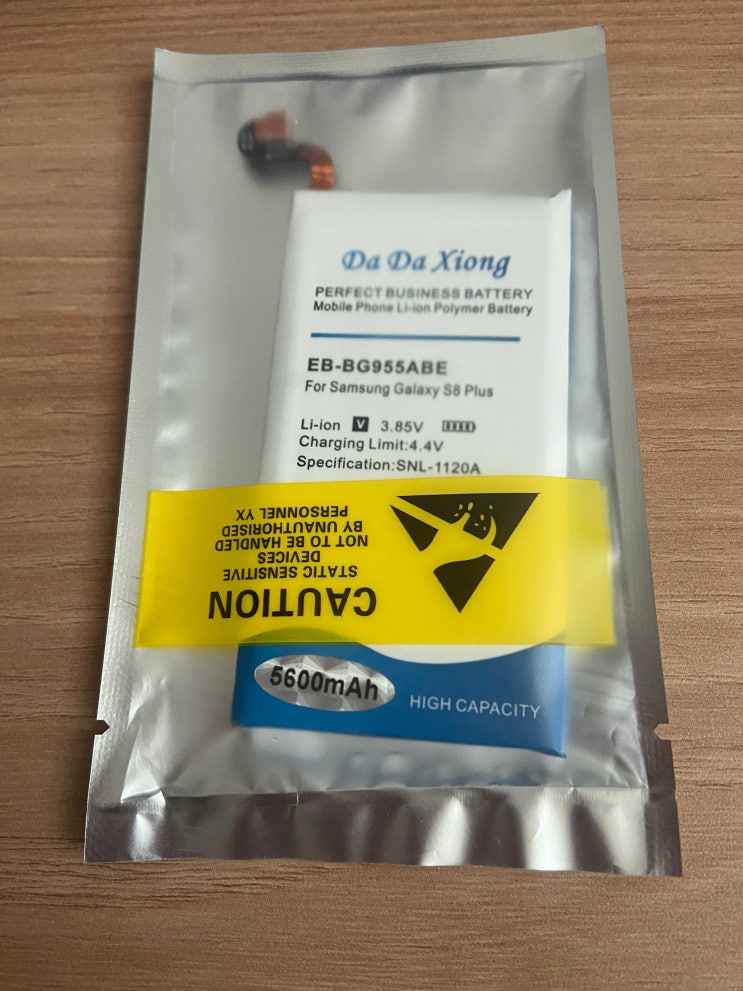 Da Da Xiong
PERFECT BUSINESS BATTERY
Mobile Phone Li-ion Polymer Battery
EB-BG955ABE
For Samsung Galaxy S8 Plus
Li-ion V 3.85V
Charging Limit:4.4V
Specification:SNL-1120A
CAUTION
STATIC SENSITIVE
DEVICES
NOT TO BE HANDLED
BY UNAUTHORISED
PERSONNEL YX
5600mAh
HIGH CAPACITY